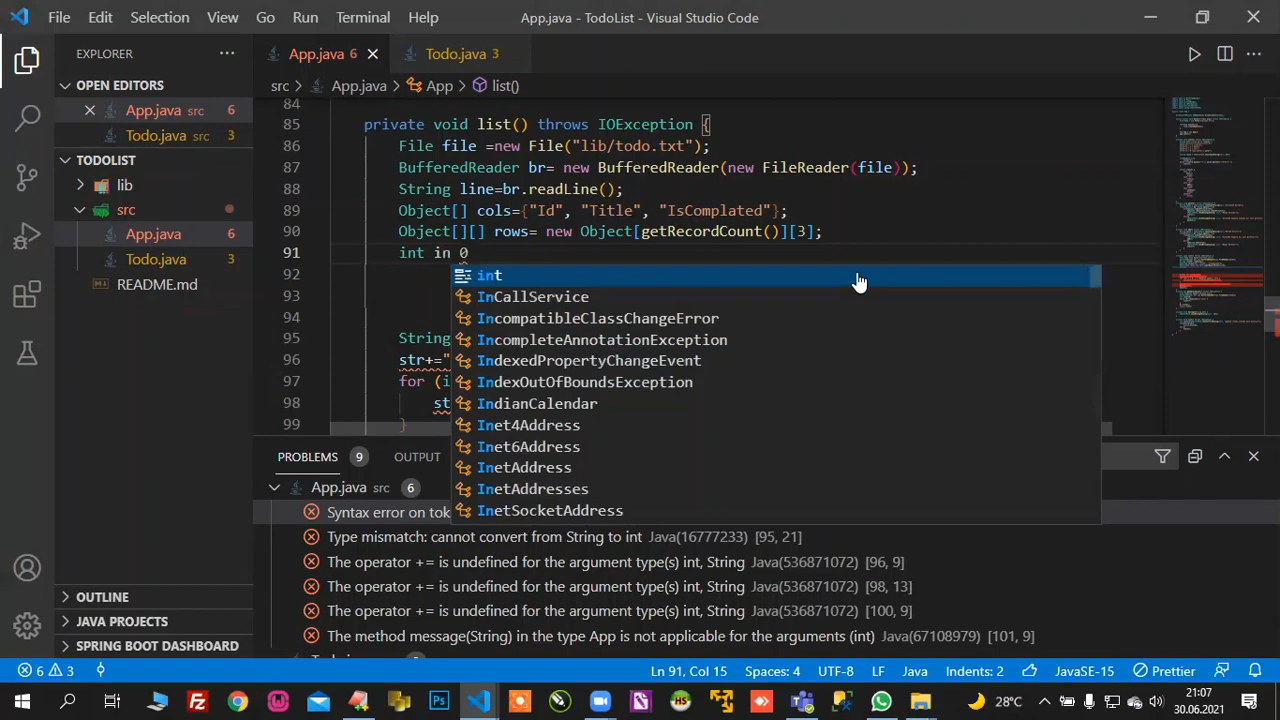 File Edit Selection View Go Run Terminal Help App.java - TodoList - Visual Studio Code
EXPLORER
App.java 6 Todo.java 3
OPEN EDITORS
App.java src 6
Todo.java src 3
TODOLIST
lib
src
App.java 6
Todo.java 3
README.md
OUTLINE
JAVA PROJECTS
SPRING BOOT DASHBOARD
src App.java App list()
84
85 private void list() throws IOException {
86 File file =new File("lib/todo.txt");
87 BufferedReader br= new BufferedReader(new FileReader(file));
88 String line=br.readLine();
89 Object[] cols={"Id", "Title", "IsComplated"};
90 Object[][] rows= new Object[getRecordCount()][3];
91 int in 0
92
93
94
95 String
96 str+="
97 for (i
98 st
99 }
int
InCallService
IncompatibleClassChangeError
IncompleteAnnotationException
IndexedPropertyChangeEvent
IndexOutOfBoundsException
IndianCalendar
Inet4Address
Inet6Address
InetAddress
InetAddresses
InetSocketAddress
PROBLEMS 9 OUTPUT
App.java src 6
Syntax error on tok
Type mismatch: cannot convert from String to int Java(16777233) [95, 21]
The operator += is undefined for the argument type(s) int, String Java(536871072) [96, 9]
The operator += is undefined for the argument type(s) int, String Java(536871072) [98, 13]
The operator += is undefined for the argument type(s) int, String Java(536871072) [100, 9]
The method message(String) in the type App is not applicable for the arguments (int) Java(67108979) [101, 9]
6 3 Ln 91, Col 15 Spaces: 4 UTF-8 LF Java Indents: 2 JavaSE-15 Prettier
Ps 28°C 21:07
30.06.2021